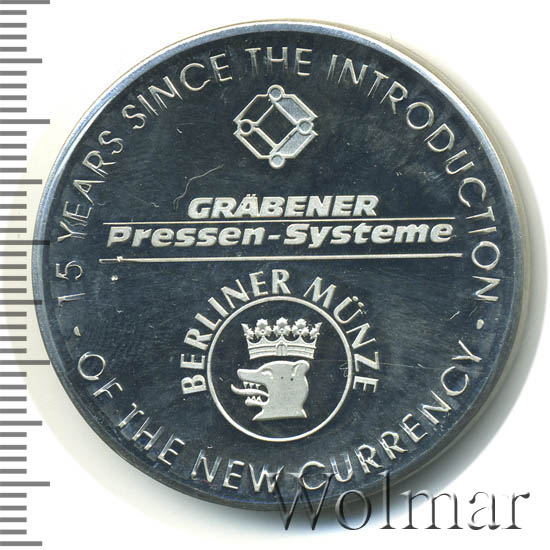 · 15 YEARS SINCE THE INTRODUCTION ·
OF THE NEW CURRENCY
GRÄBENER
Pressen-Systeme
BERLINER MÜNZE
Wolmar